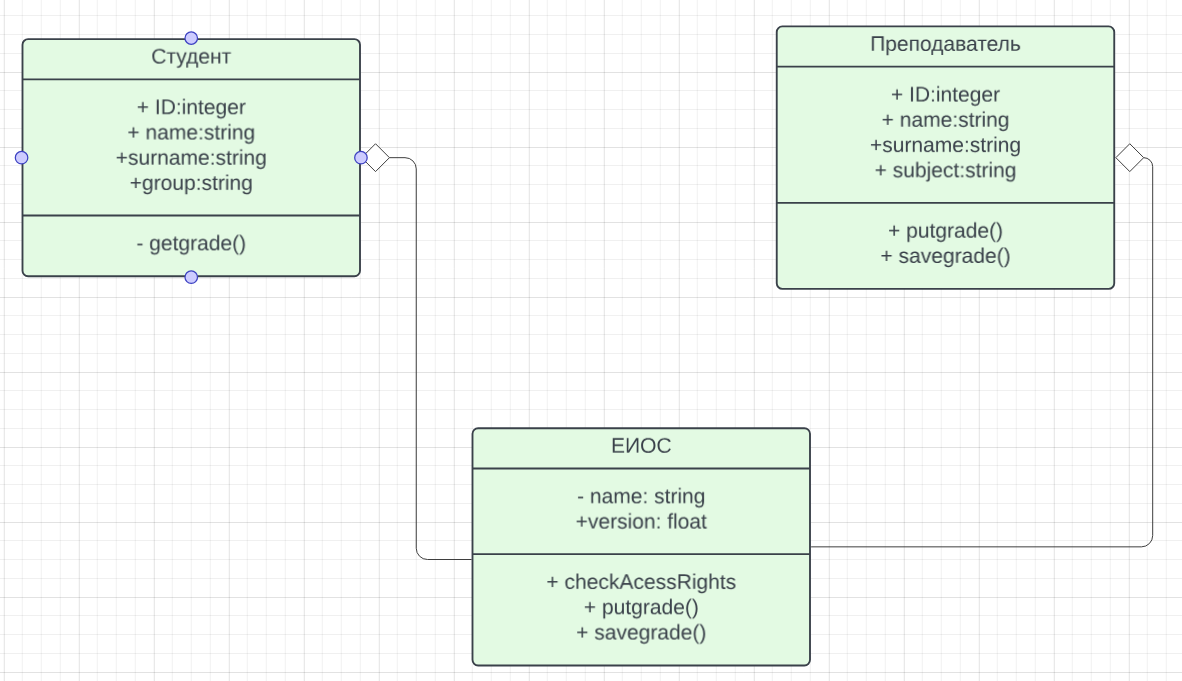 Студент
+ ID:integer
+ name:string
+surname:string
+group:string
- getgrade()
Преподаватель
+ ID:integer
+ name:string
+surname:string
+ subject:string
+ putgrade()
+ savegrade()
ЕИОС
- name: string
+version: float
+ checkAcessRights
+ putgrade()
+ savegrade()